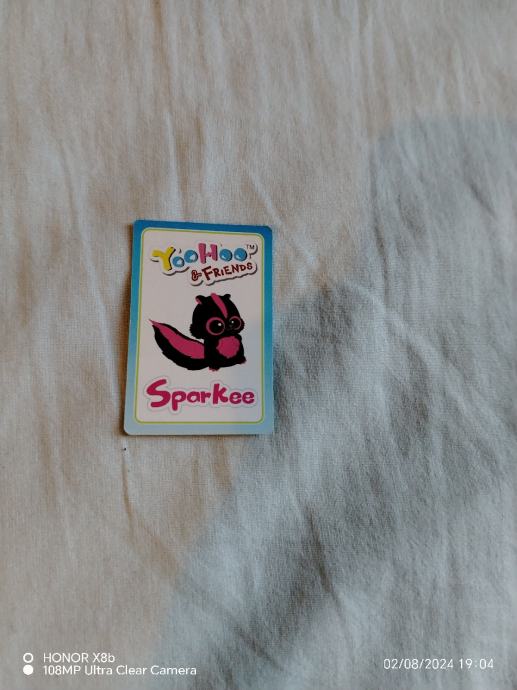 YooHoo™
& FRIENDS
Sparkee
HONOR X8b
108MP Ultra Clear Camera
02/08/2024 19:04